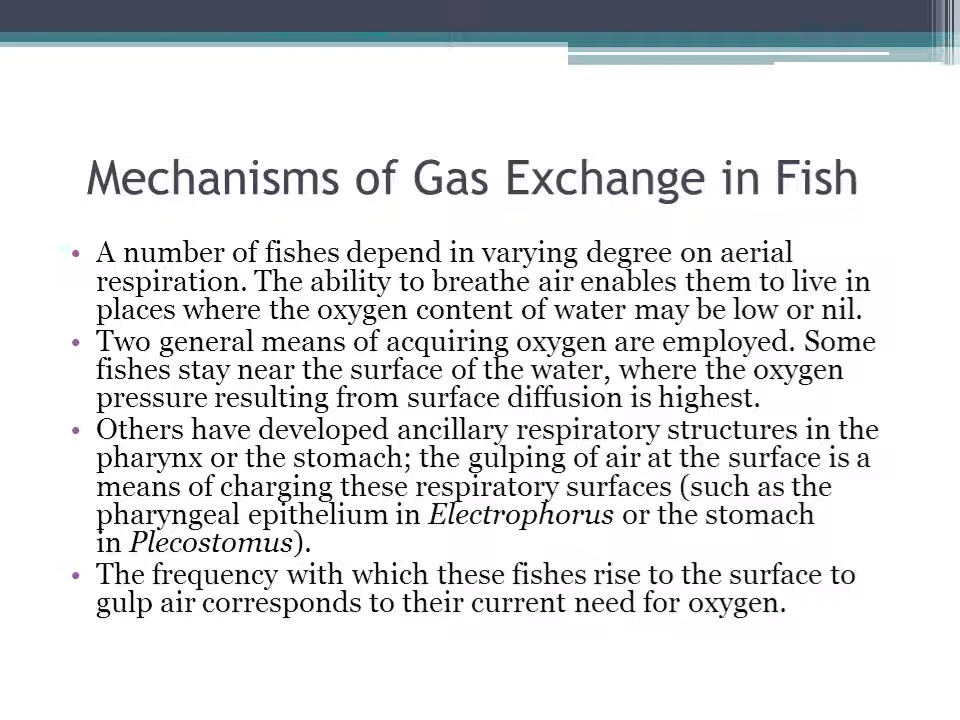 Mechanisms of Gas Exchange in Fish
• A number of fishes depend in varying degree on aerial
respiration. The ability to breathe air enables them to live in
places where the oxygen content of water may be low or nil.
• Two general means of acquiring oxygen are employed. Some
fishes stay near the surface of the water, where the oxygen
pressure resulting from surface diffusion is highest.
• Others have developed ancillary respiratory structures in the
pharynx or the stomach; the gulping of air at the surface is a
means of charging these respiratory surfaces (such as the
pharyngeal epithelium in Electrophorus or the stomach
in Plecostomus).
• The frequency with which these fishes rise to the surface to
gulp air corresponds to their current need for oxygen.